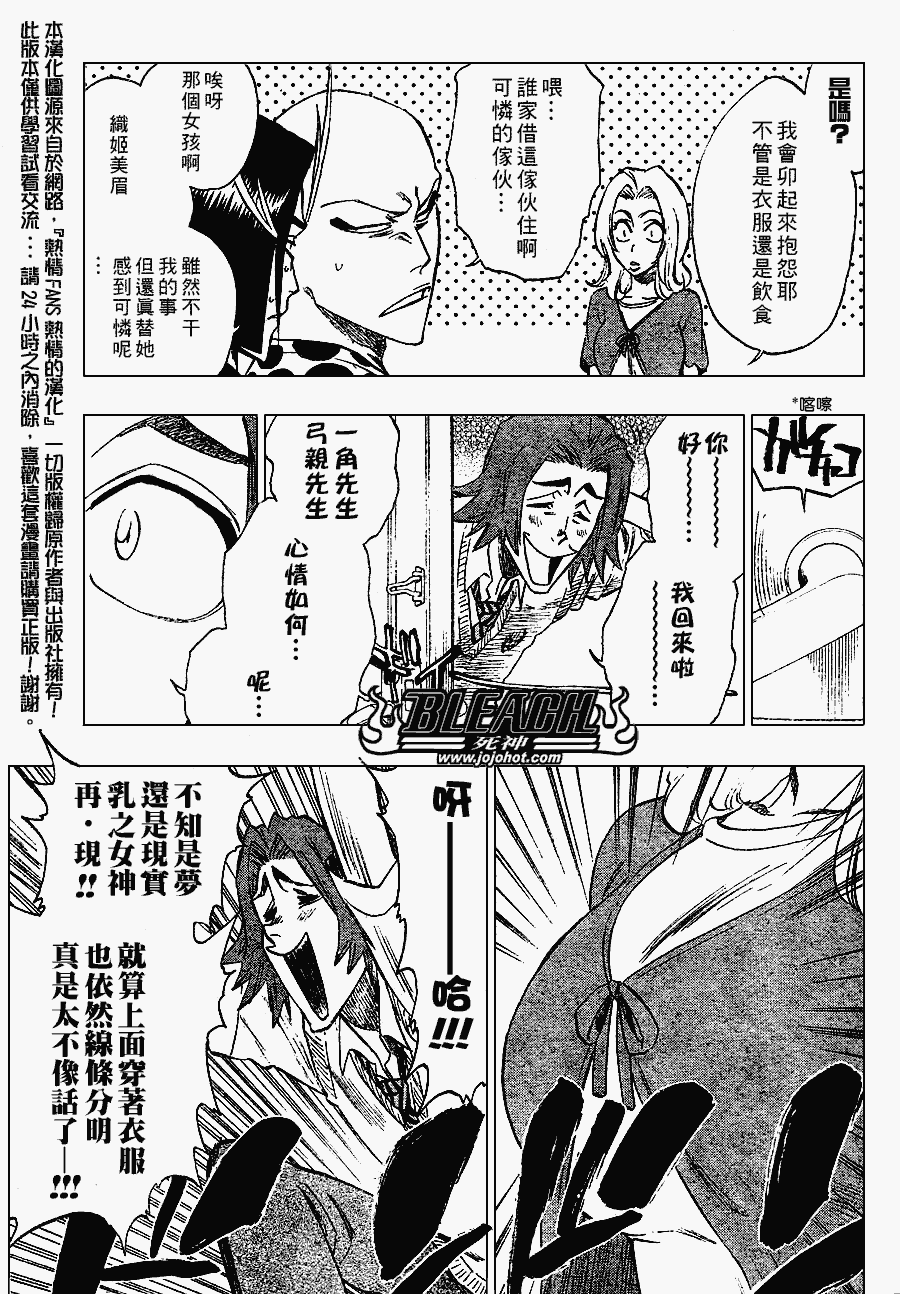 是嗎？
我會卯起來抱怨耶
不管是衣服還是飲食
喂…
誰家借這傢伙住啊
可憐的傢伙…
唉呀
那個女孩啊
織姬美眉
雖然不干
我的事
但還真替她
感到可憐呢
…
*喀嚓
你
好～～……
我回來啦
～～……
一角先生
弓親先生
心情如何…
呢…
BLEACH
死神
www.jojohot.com
呀——哈!!!
不知是夢
還是現實
乳之女神
再・現!!
就算上面穿著衣服
也依然線條分明
真是太不像話了—!!!
本漢化圖源來自於網路，『熱情FANS熱情的漢化』一切版權歸原作者與出版社擁有！
此版本僅供學習試看交流…請24小時之內消除，喜歡這套漫畫請購買正版！謝謝。